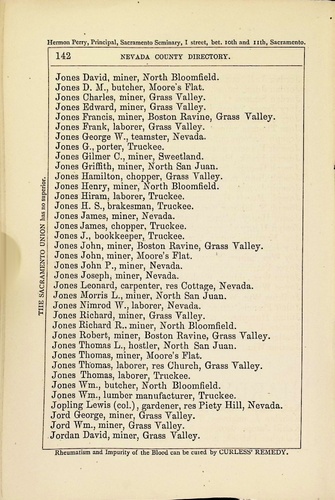 Hermon Perry, Principal, Sacramento Seminary, I street, bet. 10th and 11th, Sacramento.
142 NEVADA COUNTY DIRECTORY.
Jones David, miner, North Bloomfield.
Jones D. M., butcher, Moore's Flat.
Jones Charles, miner, Grass Valley.
Jones Edward, miner, Grass Valley.
Jones Francis, miner, Boston Ravine, Grass Valley.
Jones Frank, laborer, Grass Valley.
Jones George W., teamster, Nevada.
Jones G., porter, Truckee.
Jones Gilmer C., miner, Sweetland.
Jones Griffith, miner, North San Juan.
Jones Hamilton, chopper, Grass Valley.
Jones Henry, miner, North Bloomfield.
Jones Hiram, laborer, Truckee.
Jones H. S., brakesman, Truckee.
Jones James, miner, Nevada.
Jones James, chopper, Truckee.
Jones J., bookkeeper, Truckee.
Jones John, miner, Boston Ravine, Grass Valley.
Jones John, miner, Moore's Flat.
Jones John P., miner, Nevada.
Jones Joseph, miner, Nevada.
Jones Leonard, carpenter, res Cottage, Nevada.
Jones Morris L., miner, North San Juan.
Jones Nimrod W., laborer, Nevada.
Jones Richard, miner, Grass Valley.
Jones Richard R., miner, North Bloomfield.
Jones Robert, miner, Boston Ravine, Grass Valley.
Jones Thomas L., hostler, North San Juan.
Jones Thomas, miner, Moore's Flat.
Jones Thomas, laborer, res Church, Grass Valley.
Jones Thomas, laborer, Truckee.
Jones Wm., butcher, North Bloomfield.
Jones Wm., lumber manufacturer, Truckee.
Jopling Lewis (col.), gardener, res Piety Hill, Nevada.
Jord George, miner, Grass Valley.
Jord Wm., miner, Grass Valley.
Jordan David, miner, Grass Valley.
Rheumatism and Impurity of the Blood can be cured by CURLESS' REMEDY.
THE SACRAMENTO UNION has no superior.